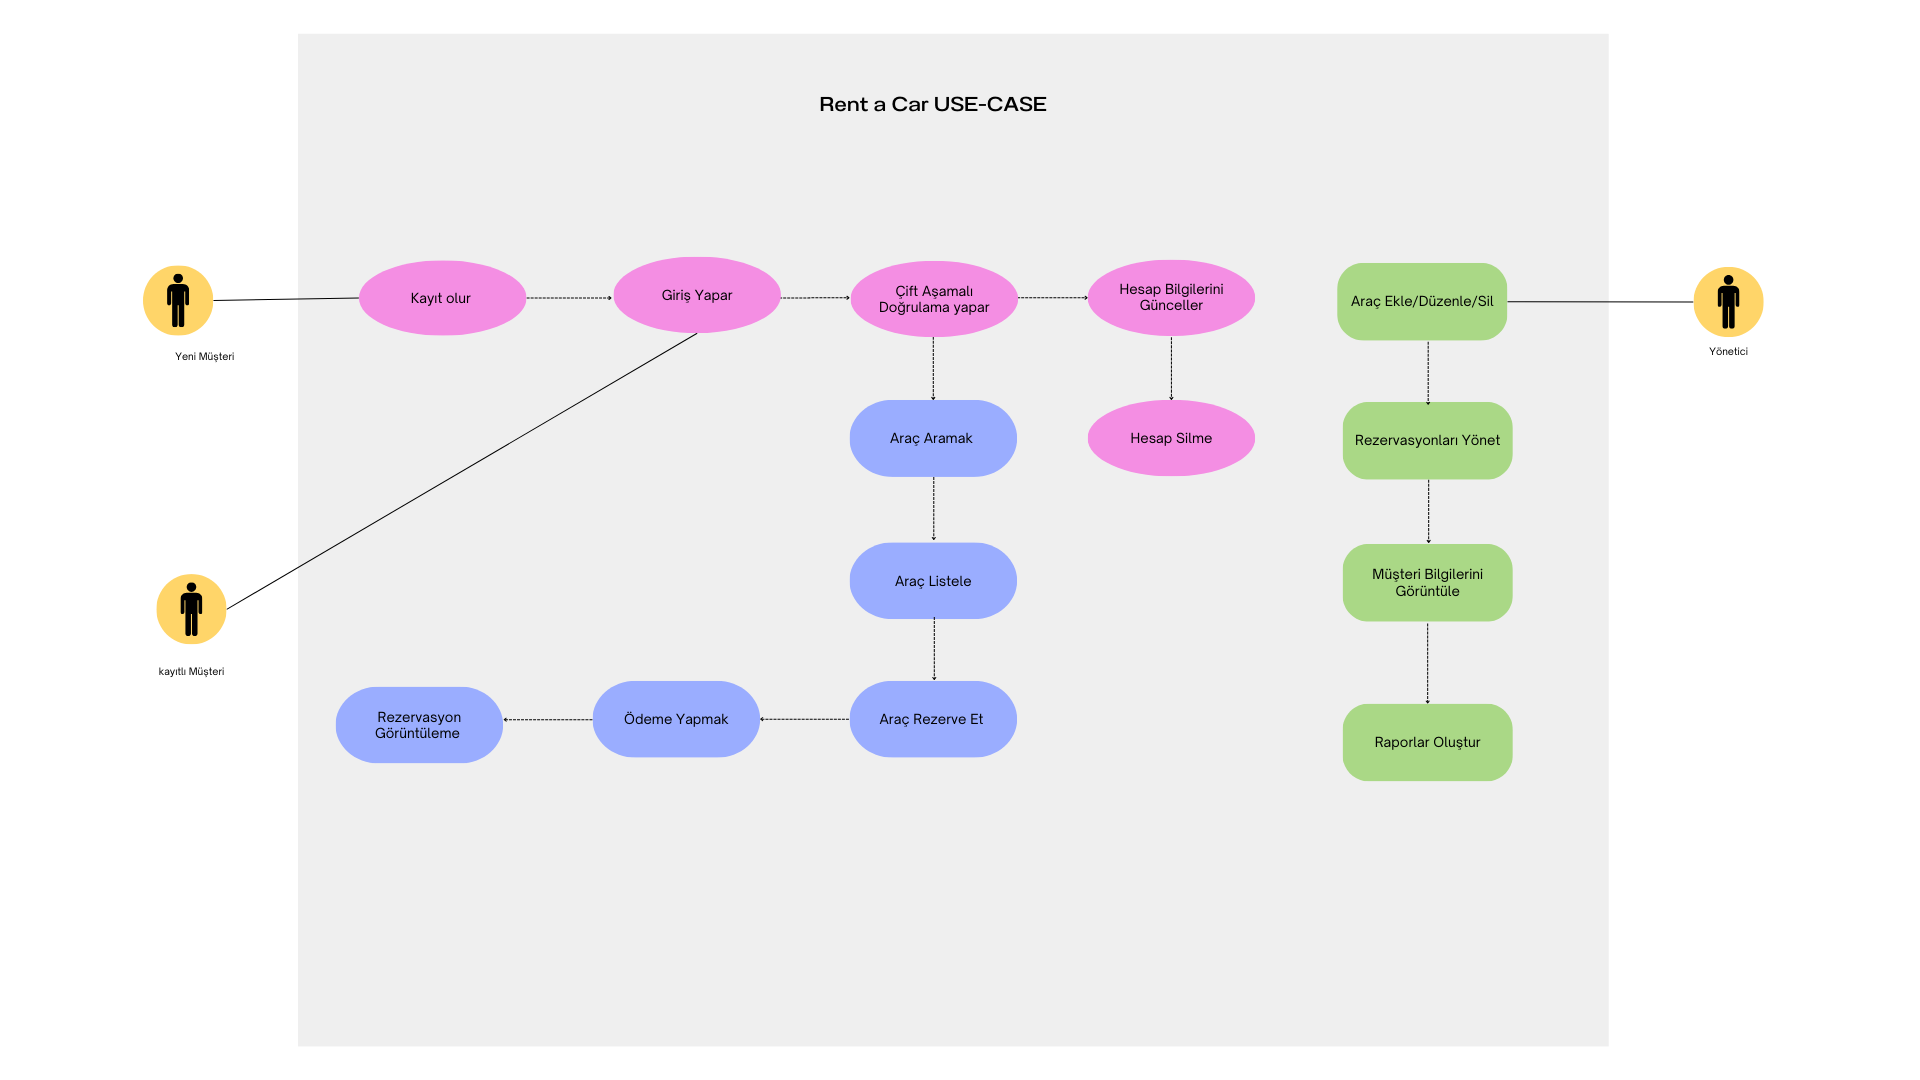 Rent a Car USE-CASE
Kayıt olur
Giriş Yapar
Çift Aşamalı
Doğrulama yapar
Hesap Bilgilerini
Günceller
Araç Ekle/Düzenle/Sil
Yeni Müşteri
Yönetici
Araç Aramak
Hesap Silme
Rezervasyonları Yönet
Araç Listele
Müşteri Bilgilerini
Görüntüle
kayıtlı Müşteri
Rezervasyon
Görüntüleme
Ödeme Yapmak
Araç Rezerve Et
Raporlar Oluştur